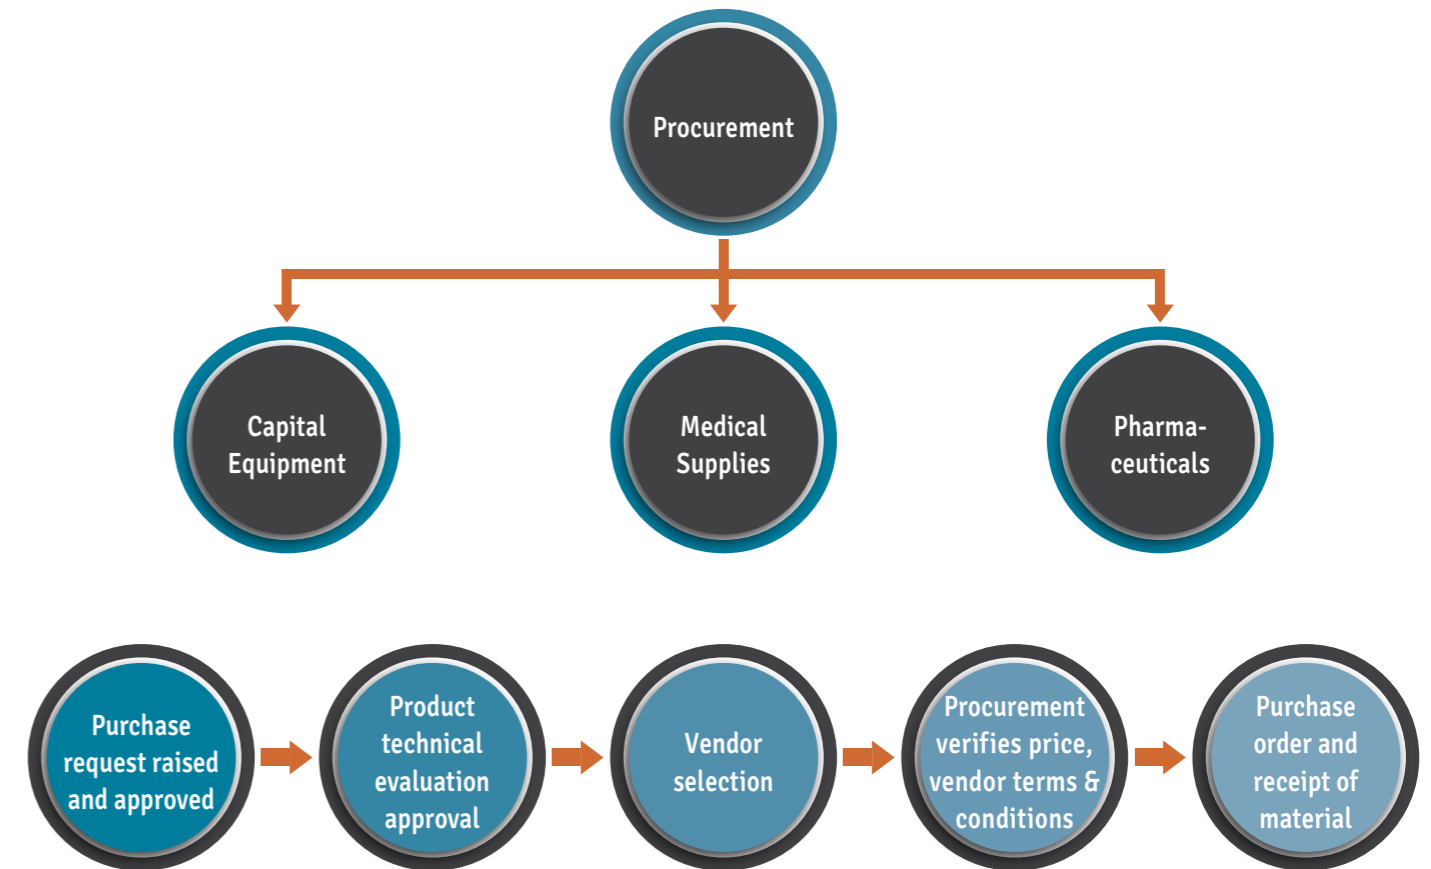 Procurement
Capital
Equipment
Medical
Supplies
Pharma-
ceuticals
Purchase
request raised
and approved
Product
technical
evaluation
approval
Vendor
selection
Procurement
verifies price,
vendor terms &
conditions
Purchase
order and
receipt of
material